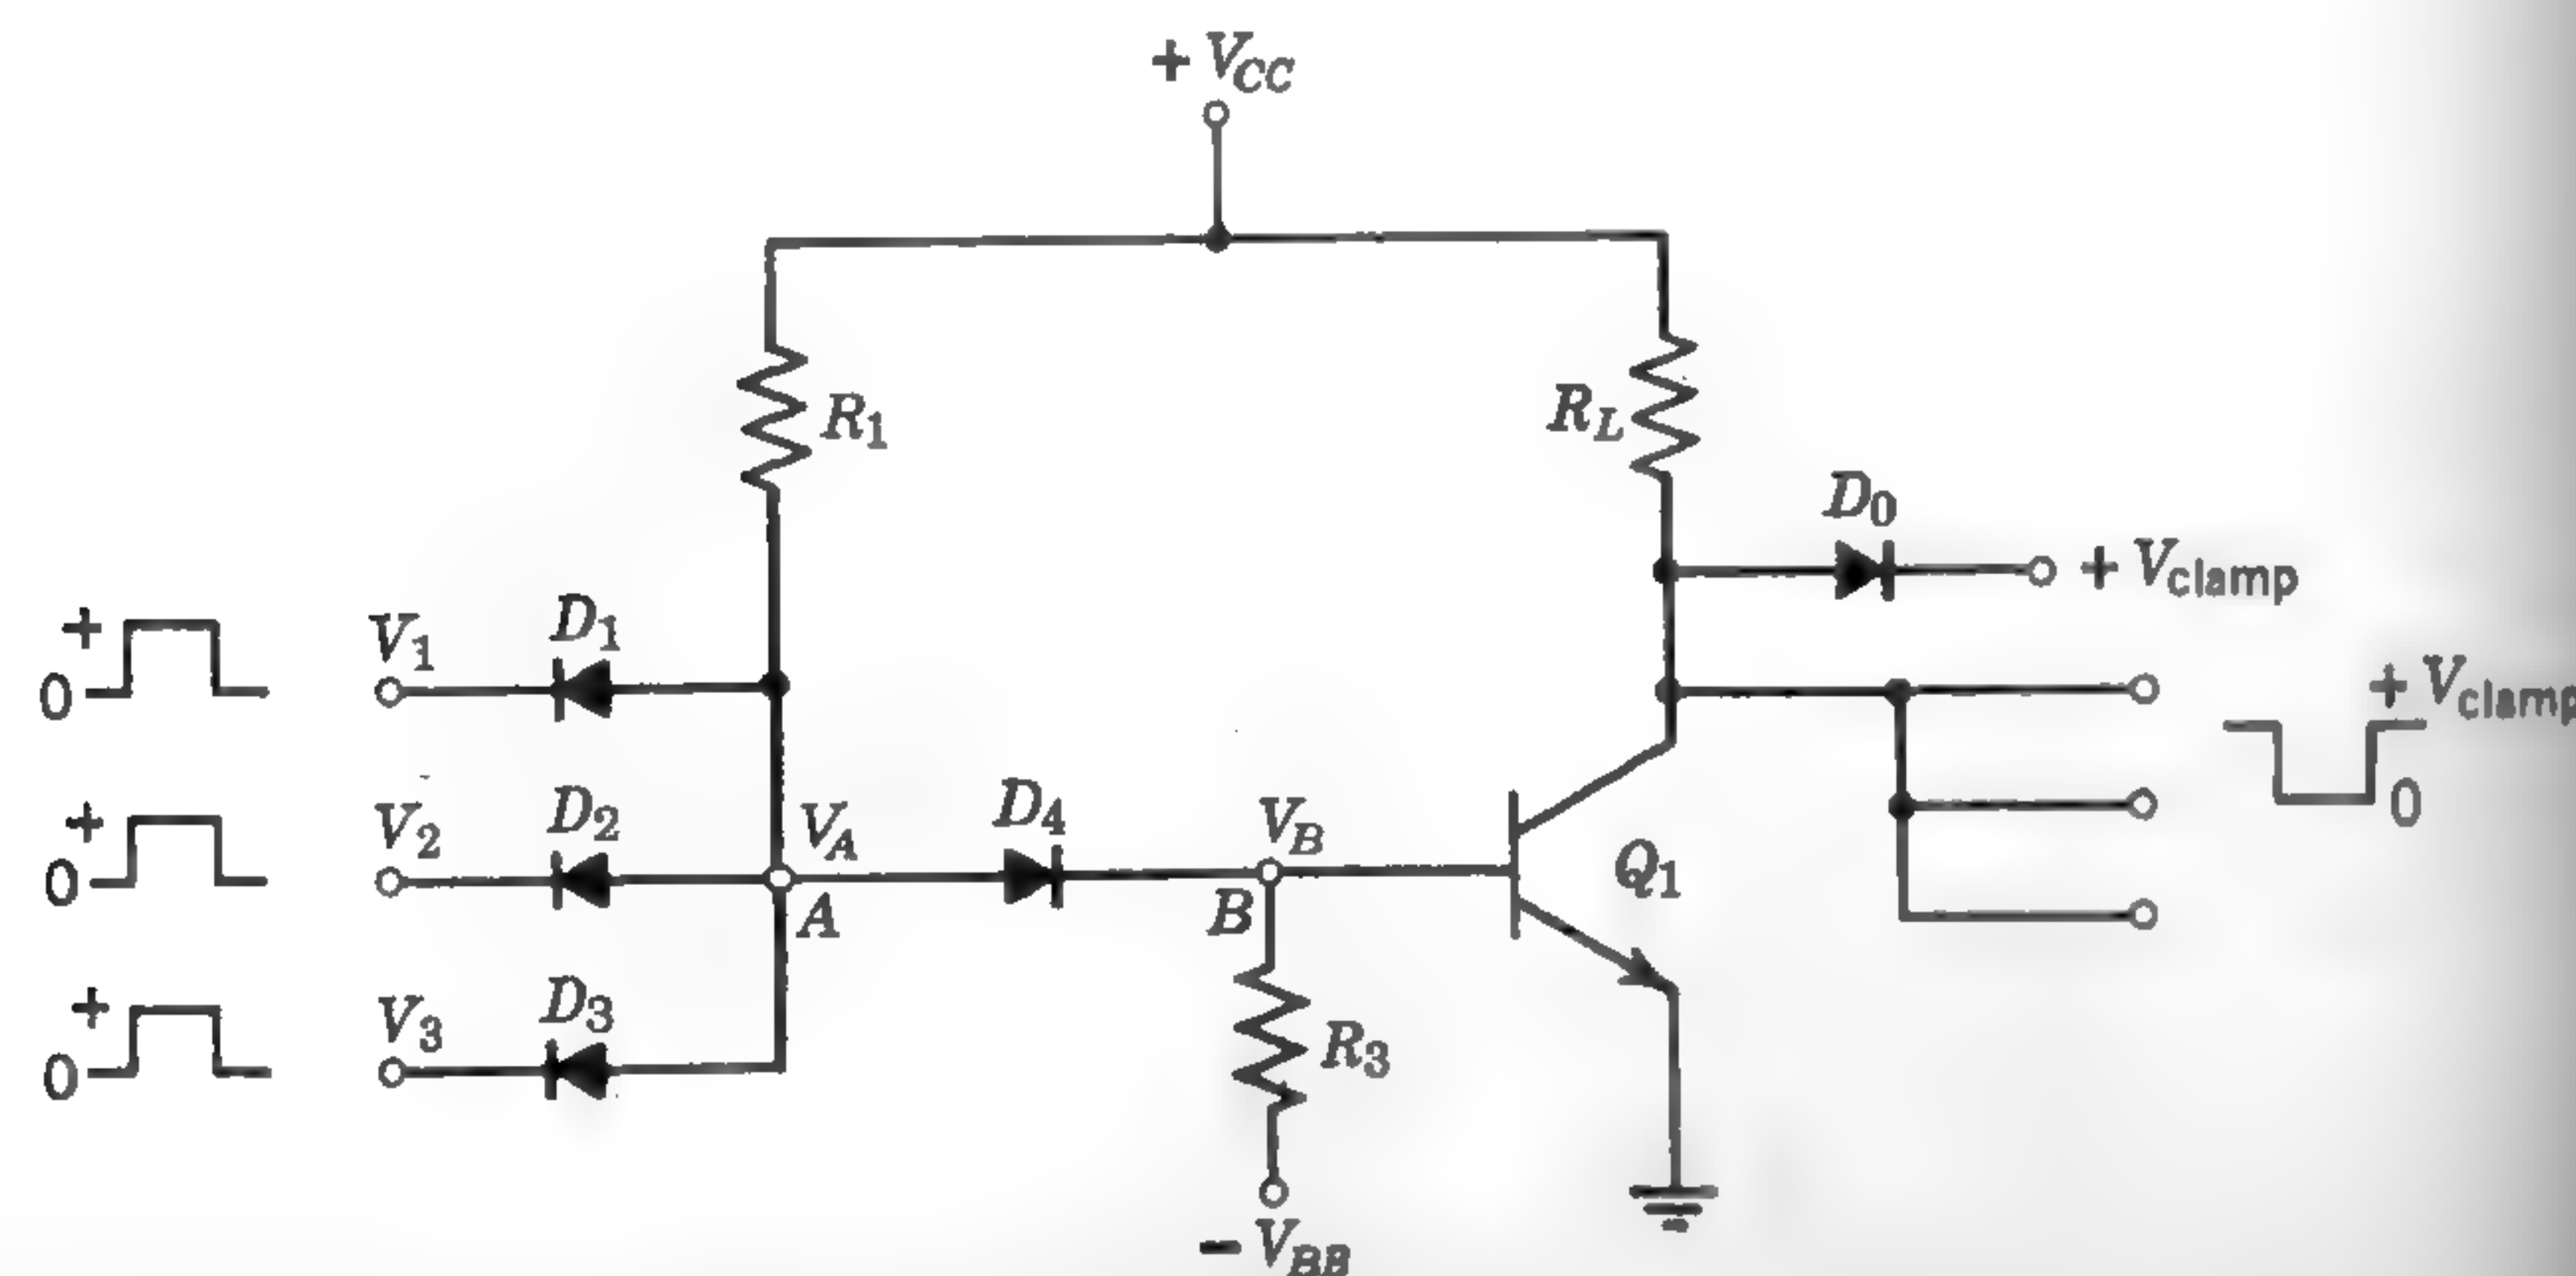 + V_CC
R_1
R_L
D_0
+ V_clamp
+
0
V_1
D_1
+ V_clamp
0
+
0
V_2
D_2
V_A
A
D_4
V_B
B
Q_1
+
0
V_3
D_3
R_3
- V_BB